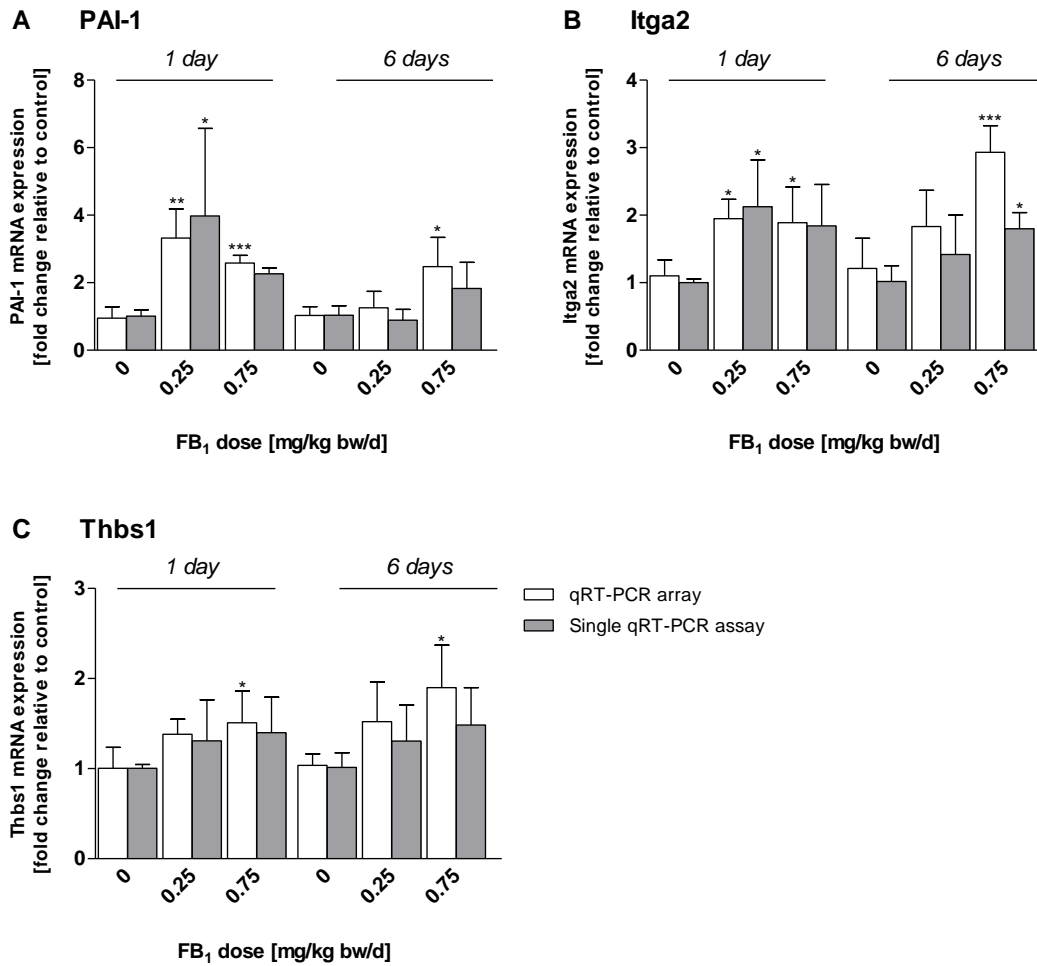 A PAI-1
1 day 6 days
PAI-1 mRNA expression
[fold change relative to control]
8
6
4
2
0
** * *** *
0 0.25 0.75 0 0.25 0.75
FB1 dose [mg/kg bw/d]
B Itga2
1 day 6 days
Itga2 mRNA expression
[fold change relative to control]
4
3
2
1
0
* * * *** *
0 0.25 0.75 0 0.25 0.75
FB1 dose [mg/kg bw/d]
C Thbs1
1 day 6 days
Thbs1 mRNA expression
[fold change relative to control]
3
2
1
0
* *
0 0.25 0.75 0 0.25 0.75
FB1 dose [mg/kg bw/d]
qRT-PCR array
Single qRT-PCR assay